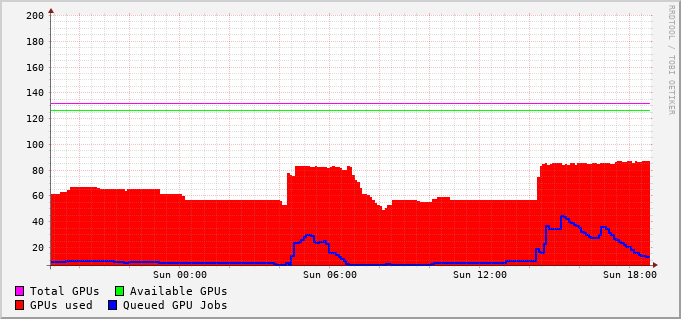 200
180
160
140
120
100
80
60
40
20
Sun 00:00 Sun 06:00 Sun 12:00 Sun 18:00
Total GPUs Available GPUs
GPUs used Queued GPU Jobs
RRDTOOL / TOBI OETIKER